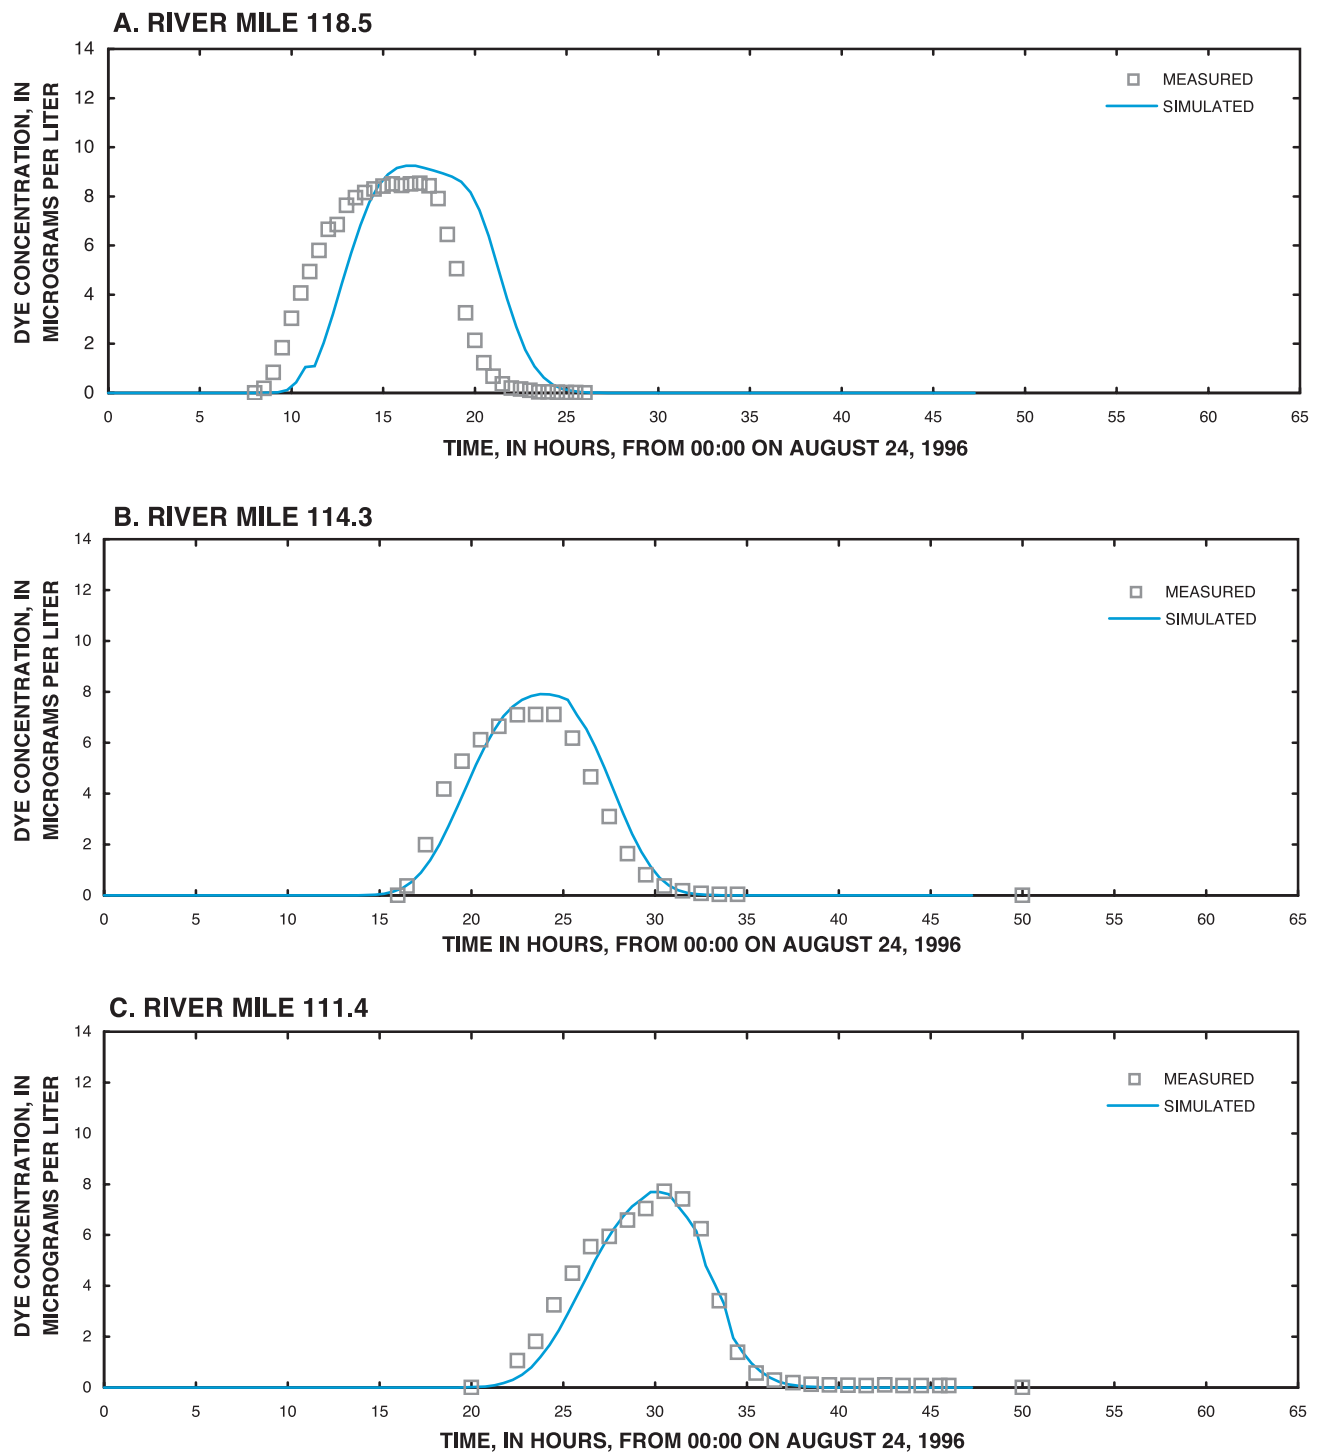 A. RIVER MILE 118.5
DYE CONCENTRATION, IN
MICROGRAMS PER LITER
14
12
10
8
6
4
2
0
MEASURED
SIMULATED
0 5 10 15 20 25 30 35 40 45 50 55 60 65
TIME, IN HOURS, FROM 00:00 ON AUGUST 24, 1996
B. RIVER MILE 114.3
DYE CONCENTRATION, IN
MICROGRAMS PER LITER
14
12
10
8
6
4
2
0
MEASURED
SIMULATED
0 5 10 15 20 25 30 35 40 45 50 55 60 65
TIME IN HOURS, FROM 00:00 ON AUGUST 24, 1996
C. RIVER MILE 111.4
DYE CONCENTRATION, IN
MICROGRAMS PER LITER
14
12
10
8
6
4
2
0
MEASURED
SIMULATED
0 5 10 15 20 25 30 35 40 45 50 55 60 65
TIME, IN HOURS, FROM 00:00 ON AUGUST 24, 1996